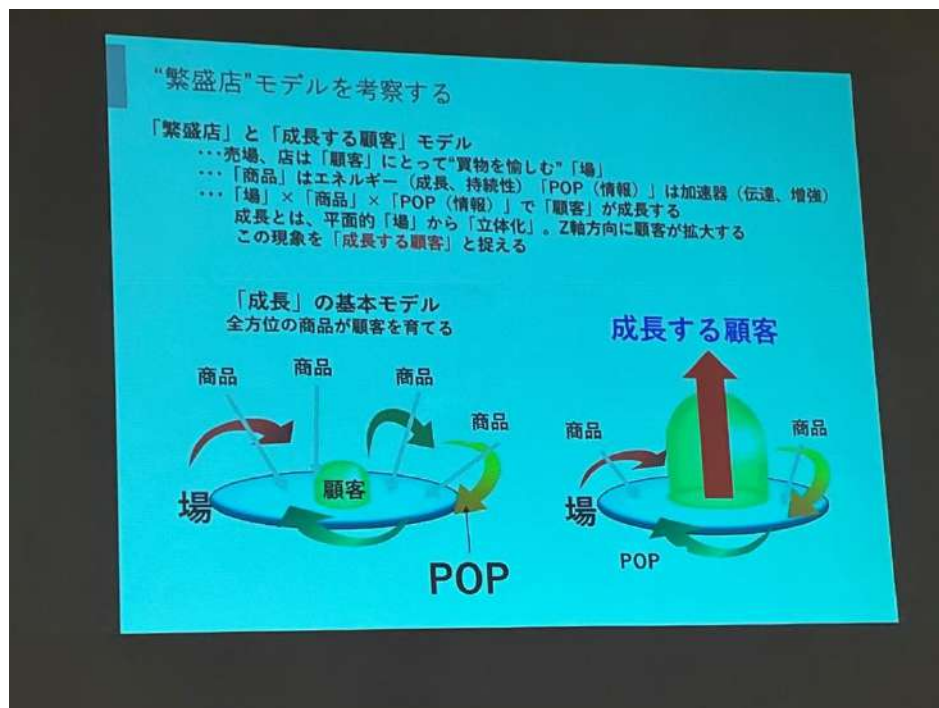 “繁盛店”モデルを考察する
「繁盛店」と「成長する顧客」モデル
・・・売場、店は「顧客」にとって“買物を愉しむ”「場」
・・・「商品」はエネルギー（成長、持続性）「POP（情報）」は加速器（伝達、増強）
・・・「場」×「商品」×「POP（情報）」で「顧客」が成長する
成長とは、平面的「場」から「立体化」。Z軸方向に顧客が拡大する
この現象を「成長する顧客」と捉える
「成長」の基本モデル
全方位の商品が顧客を育てる
商品
商品
商品
商品
顧客
場
POP
成長する顧客
商品
商品
場
POP